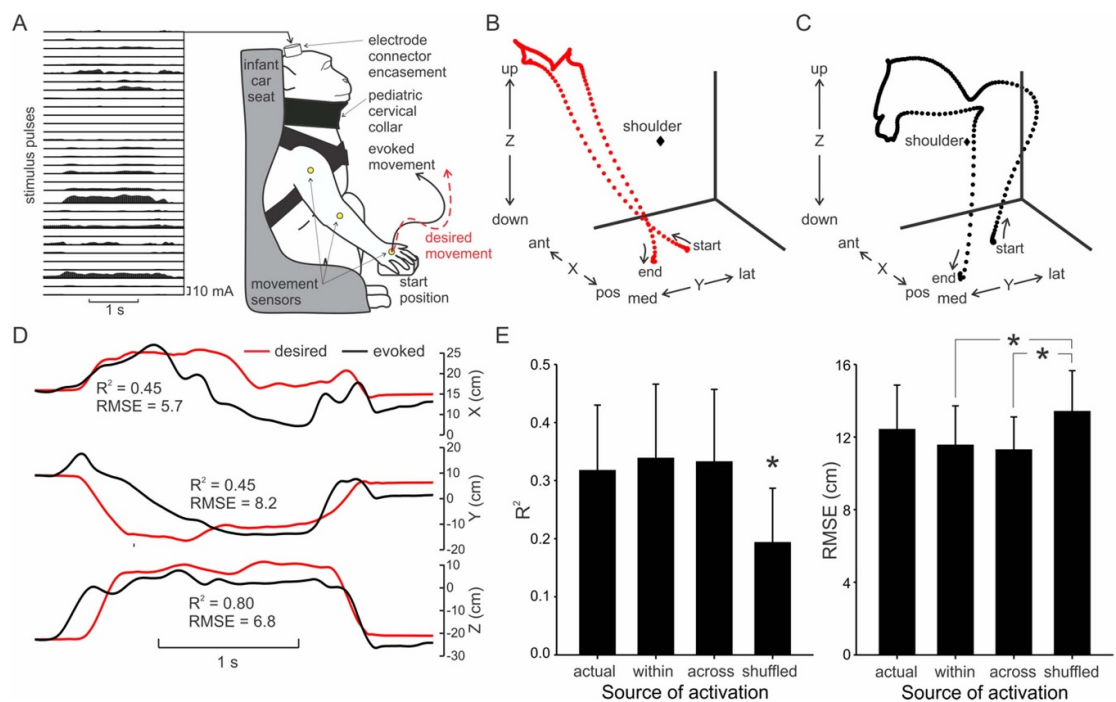 A
stimulus pulses
10 mA
1 s
infant
car
seat
electrode
connector
encasement
pediatric
cervical
collar
evoked
movement
desired
movement
movement
sensors
start
position
B
up
Z
down
ant
X
pos
med
Y
lat
shoulder
start
end
C
up
Z
down
ant
X
pos
med
Y
lat
shoulder
start
end
D
desired
evoked
R² = 0.45
RMSE = 5.7
25
20
15
10
5
0
X (cm)
R² = 0.45
RMSE = 8.2
20
10
0
-10
-20
Y (cm)
R² = 0.80
RMSE = 6.8
10
0
-10
-20
-30
Z (cm)
1 s
E
R²
0.5
0.4
0.3
0.2
0.1
0.0
*
actual within across shuffled
Source of activation
RMSE (cm)
16
12
8
4
0
*
*
actual within across shuffled
Source of activation